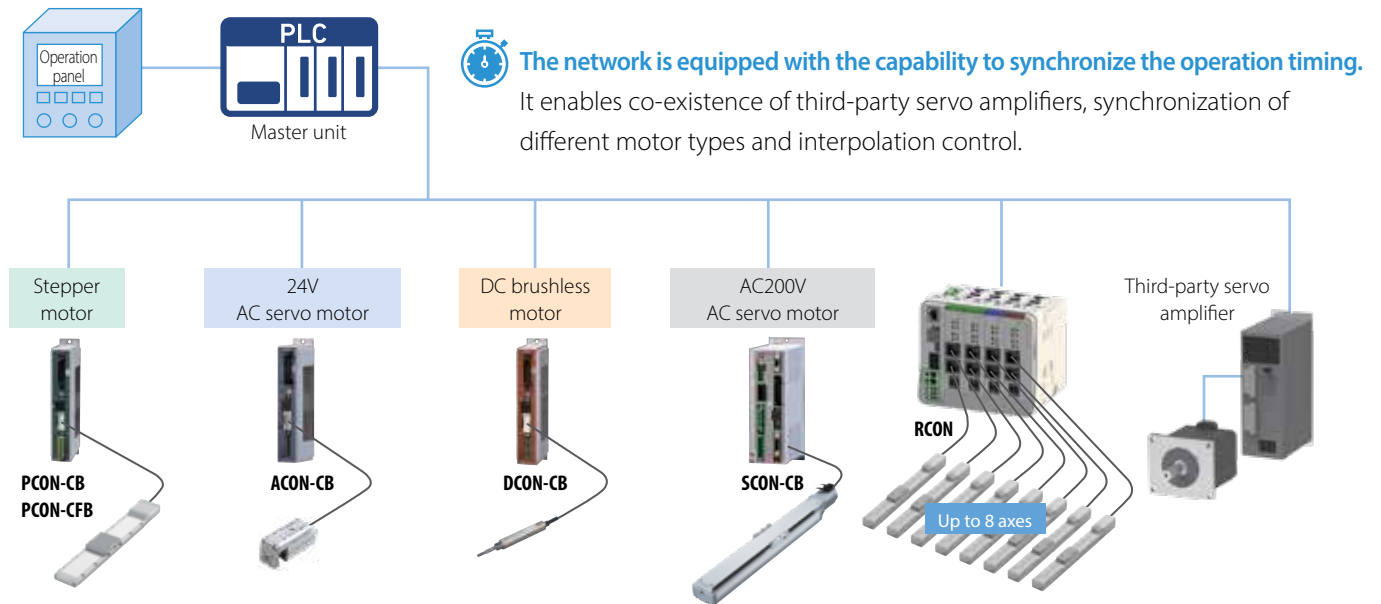 Operation
panel
PLC
Master unit
The network is equipped with the capability to synchronize the operation timing.
It enables co-existence of third-party servo amplifiers, synchronization of
different motor types and interpolation control.
Stepper
motor
24V
AC servo motor
DC brushless
motor
AC200V
AC servo motor
Third-party servo
amplifier
PCON-CB
PCON-CFB
ACON-CB
DCON-CB
SCON-CB
RCON
Up to 8 axes